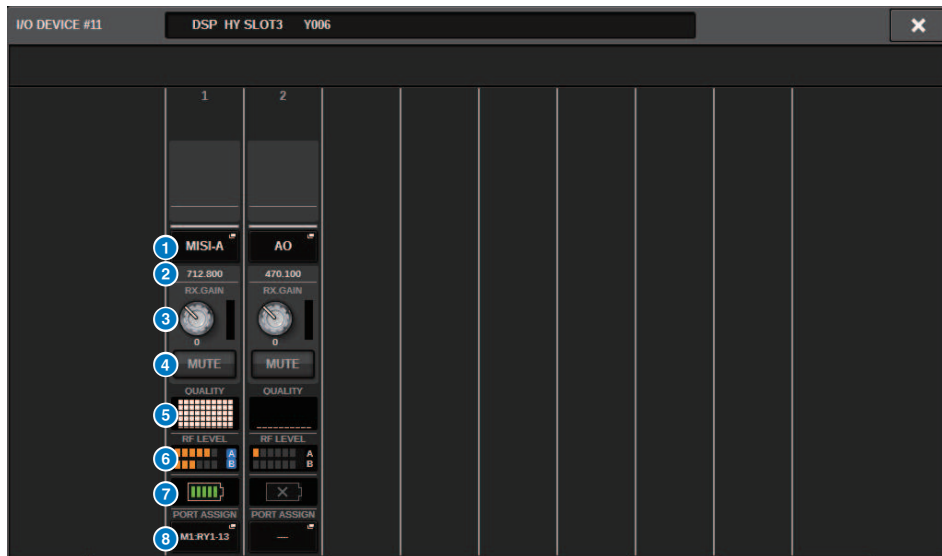 I/O DEVICE #11 DSP HY SLOT3 Y006
1 2
1 MISI-A AO
2 712.800 470.100
RX.GAIN RX.GAIN
3
0 0
4 MUTE MUTE
QUALITY QUALITY
5
RF LEVEL RF LEVEL
A A
6
B B
7
PORT ASSIGN PORT ASSIGN
8 M1:RY1-13 —